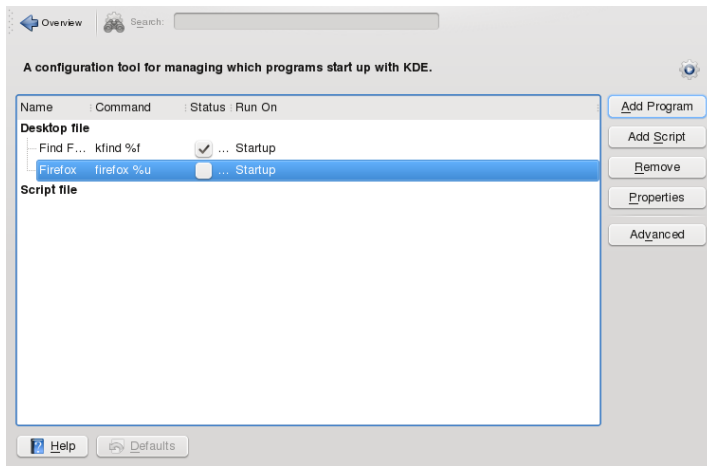 Overview Search:
A configuration tool for managing which programs start up with KDE.
Name Command Status Run On
Desktop file
Find F... kfind %f ... Startup
Firefox firefox %u ... Startup
Script file
Add Program
Add Script
Remove
Properties
Advanced
Help Defaults